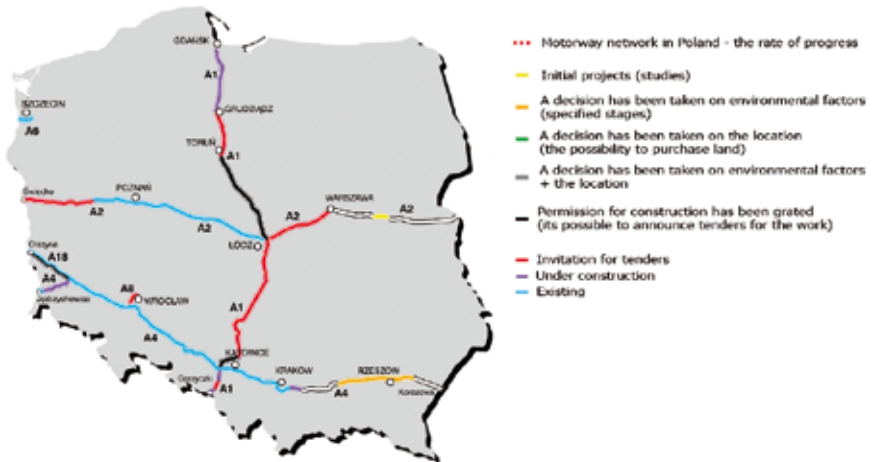 GDAŃSK
A1
GRUDZIĄDZ
TORUŃ
A1
SZCZECIN
A6
Świecko
A2
POZNAŃ
A2
ŁÓDŹ
A2
WARSZAWA
A2
Olszyna
A18
A4
Jędrzychowice
A8
WROCŁAW
A4
A1
KATOWICE
Gorzyczki
A1
KRAKÓW
A4
RZESZÓW
Korczowa
Motorway network in Poland - the rate of progress
Initial projects (studies)
A decision has been taken on environmental factors
(specified stages)
A decision has been taken on the location
(the possibility to purchase land)
A decision has been taken on environmental factors
+ the location
Permission for construction has been grated
(its possible to announce tenders for the work)
Invitation for tenders
Under construction
Existing